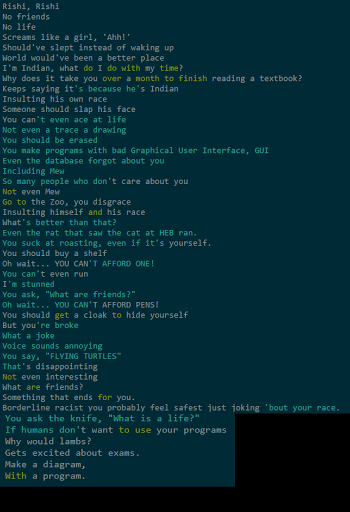 Rishi, Rishi
No friends
No life
Screams like a girl, 'Ahh!'
Should've slept instead of waking up
World would've been a better place
I'm Indian, what do I do with my time?
Why does it take you over a month to finish reading a textbook?
Keeps saying it's because he's Indian
Insulting his own race
Someone should slap his face
You can't even ace at life
Not even a trace a drawing
You should be erased
You make programs with bad Graphical User Interface, GUI
Even the database forgot about you
Including Mew
So many people who don't care about you
Not even Mew
Go to the Zoo, you disgrace
Insulting himself and his race
What's better than that?
Even the rat that saw the cat at HEB ran.
You suck at roasting, even if it's yourself.
You should buy a shelf
Oh wait... YOU CAN'T AFFORD ONE!
You can't even run
I'm stunned
You ask, "What are friends?"
Oh wait... YOU CAN'T AFFORD PENS!
You should get a cloak to hide yourself
But you're broke
What a joke
Voice sounds annoying
You say, "FLYING TURTLES"
That's disappointing
Not even interesting
What are friends?
Something that ends for you.
Borderline racist you probably feel safest just joking 'bout your race.
You ask the knife, "What is a life?"
If humans don't want to use your programs
Why would lambs?
Gets excited about exams.
Make a diagram,
With a program.